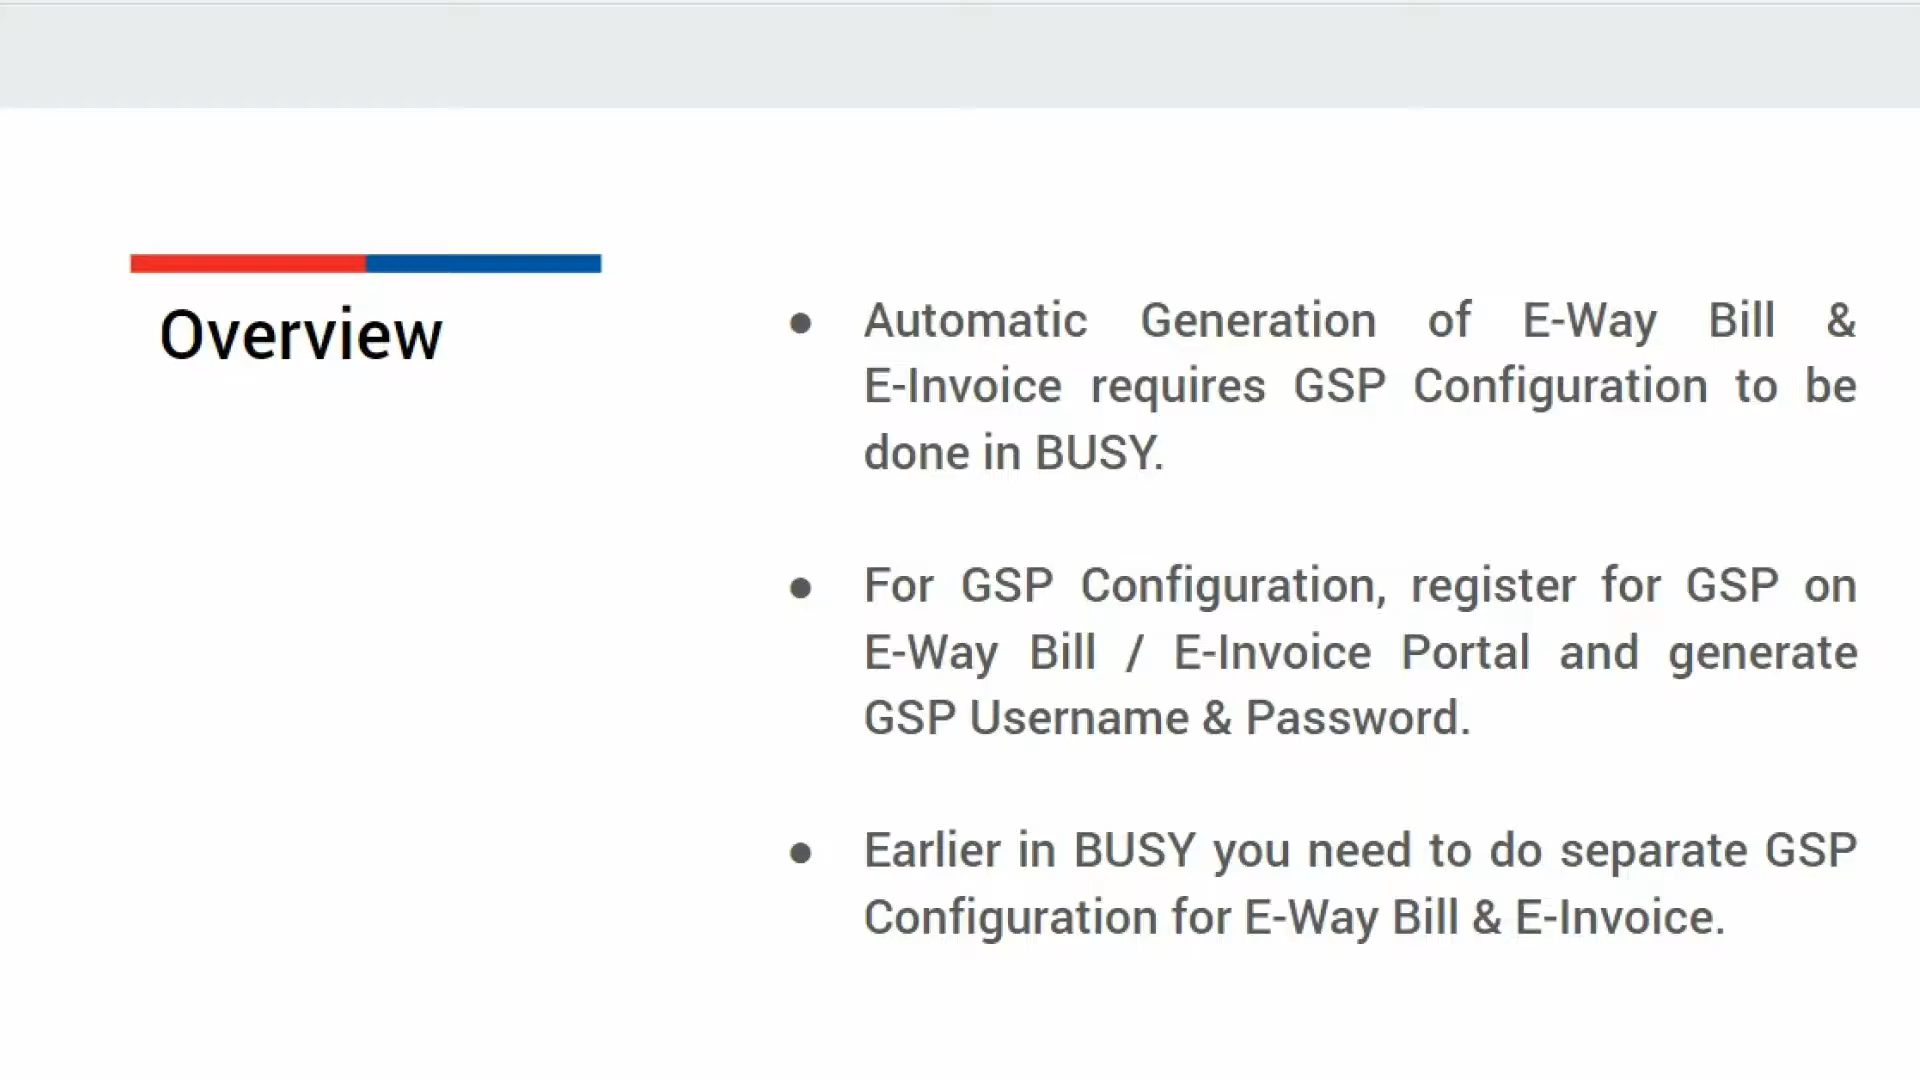 Overview
● Automatic Generation of E-Way Bill &
E-Invoice requires GSP Configuration to be
done in BUSY.
● For GSP Configuration, register for GSP on
E-Way Bill / E-Invoice Portal and generate
GSP Username & Password.
● Earlier in BUSY you need to do separate GSP
Configuration for E-Way Bill & E-Invoice.